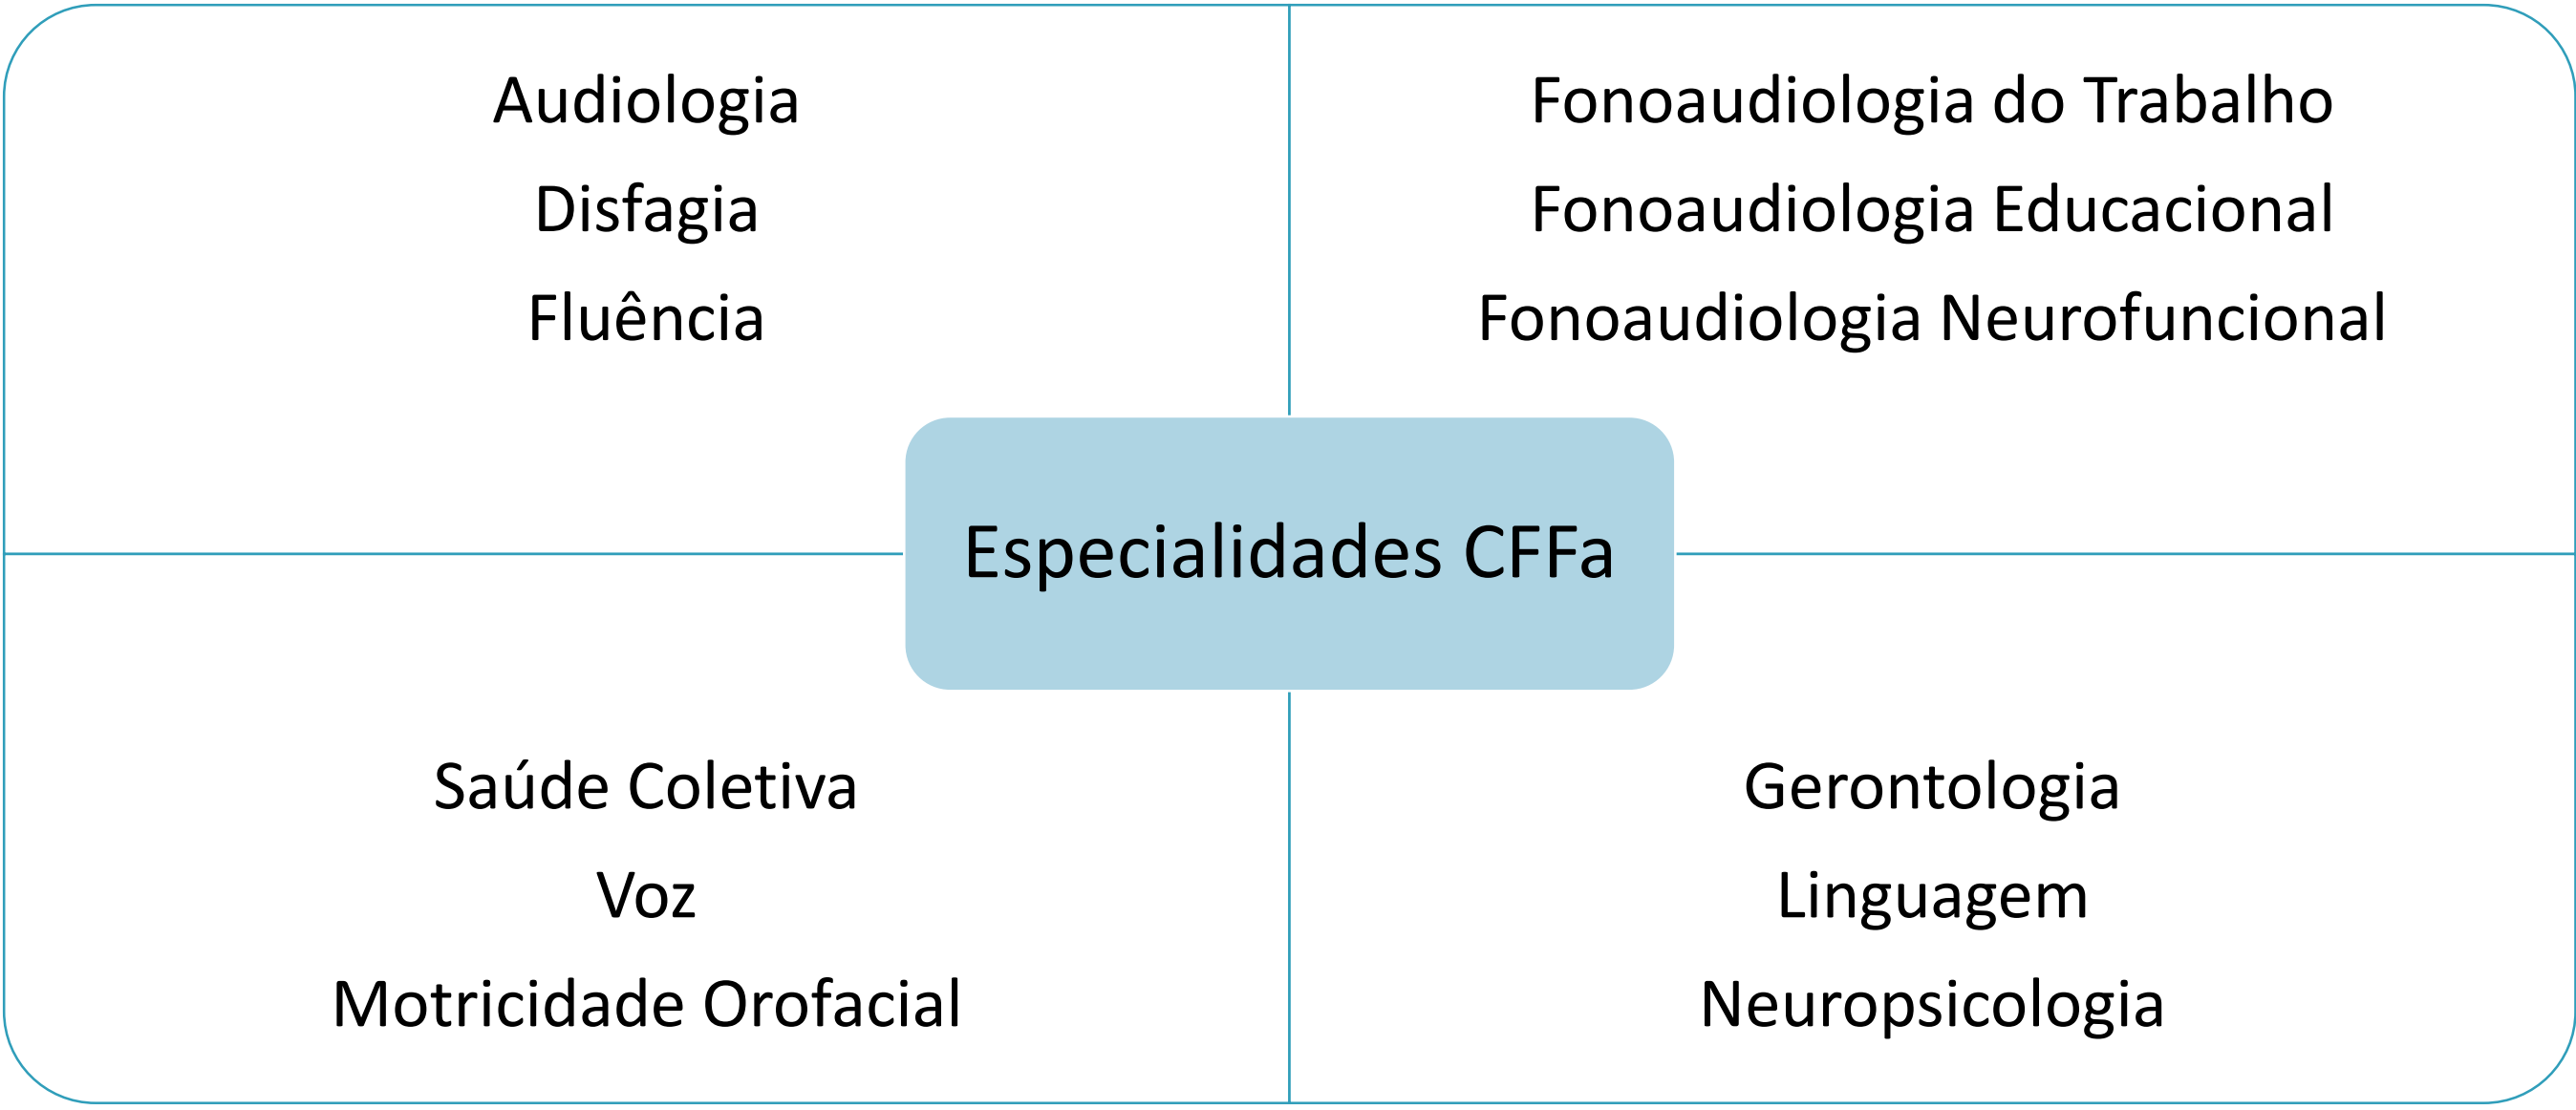 Audiologia
Disfagia
Fluência
Fonoaudiologia do Trabalho
Fonoaudiologia Educacional
Fonoaudiologia Neurofuncional
Especialidades CFFa
Saúde Coletiva
Voz
Motricidade Orofacial
Gerontologia
Linguagem
Neuropsicologia